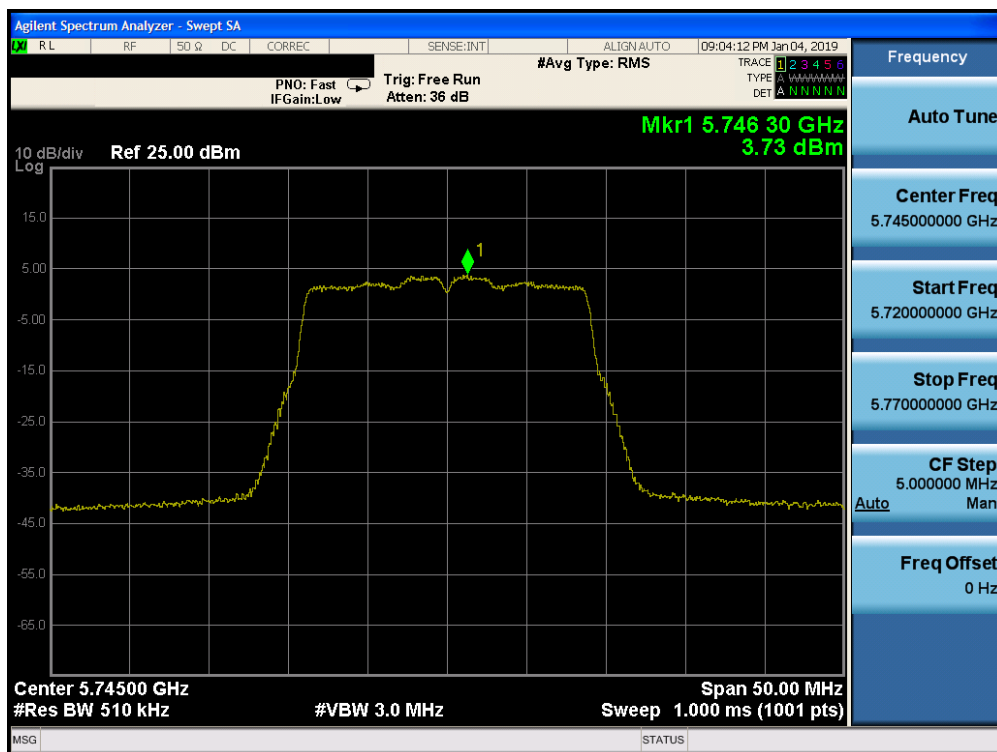 Agilent Spectrum Analyzer - Swept SA
LXI RL RF 50 Ω DC CORREC SENSE:INT ALIGN AUTO 09:04:12 PM Jan 04, 2019
PNO: Fast
IFGain:Low
Trig: Free Run
Atten: 36 dB
#Avg Type: RMS
TRACE 1 2 3 4 5 6
TYPE A WWWWW
DET A N N N N N
Mkr1 5.746 30 GHz
3.73 dBm
10 dB/div Ref 25.00 dBm
Log
15.0
5.00
-5.00
-15.0
-25.0
-35.0
-45.0
-55.0
-65.0
1
Center 5.74500 GHz Span 50.00 MHz
#Res BW 510 kHz #VBW 3.0 MHz Sweep 1.000 ms (1001 pts)
MSG STATUS
Frequency
Auto Tune
Center Freq
5.745000000 GHz
Start Freq
5.720000000 GHz
Stop Freq
5.770000000 GHz
CF Step
5.000000 MHz
Auto Man
Freq Offset
0 Hz